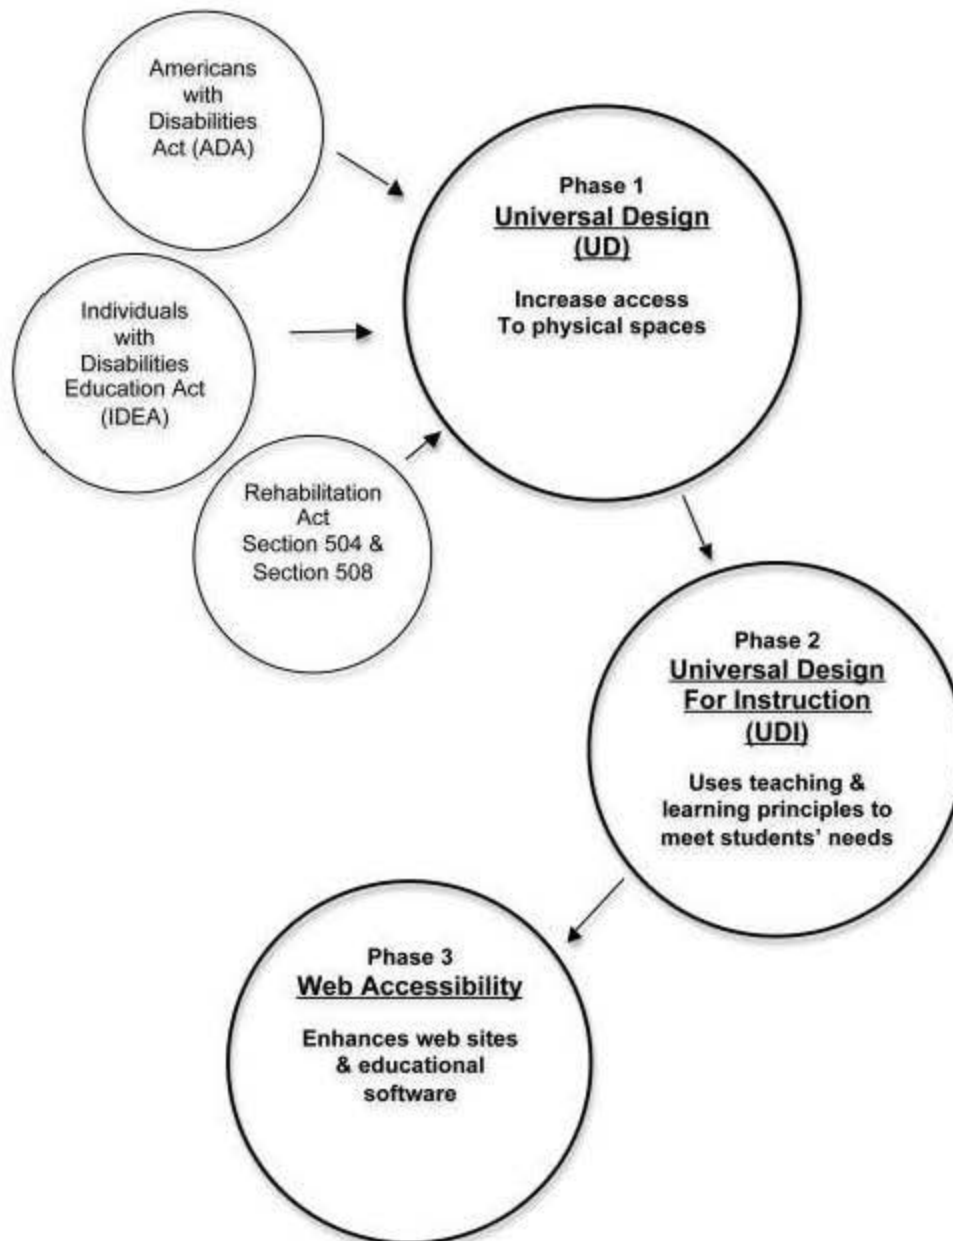 Americans
with
Disabilities
Act (ADA)
Phase 1
Universal Design
(UD)
Increase access
To physical spaces
Individuals
with
Disabilities
Education Act
(IDEA)
Rehabilitation
Act
Section 504 &
Section 508
Phase 2
Universal Design
For Instruction
(UDI)
Uses teaching &
learning principles to
meet students' needs
Phase 3
Web Accessibility
Enhances web sites
& educational
software